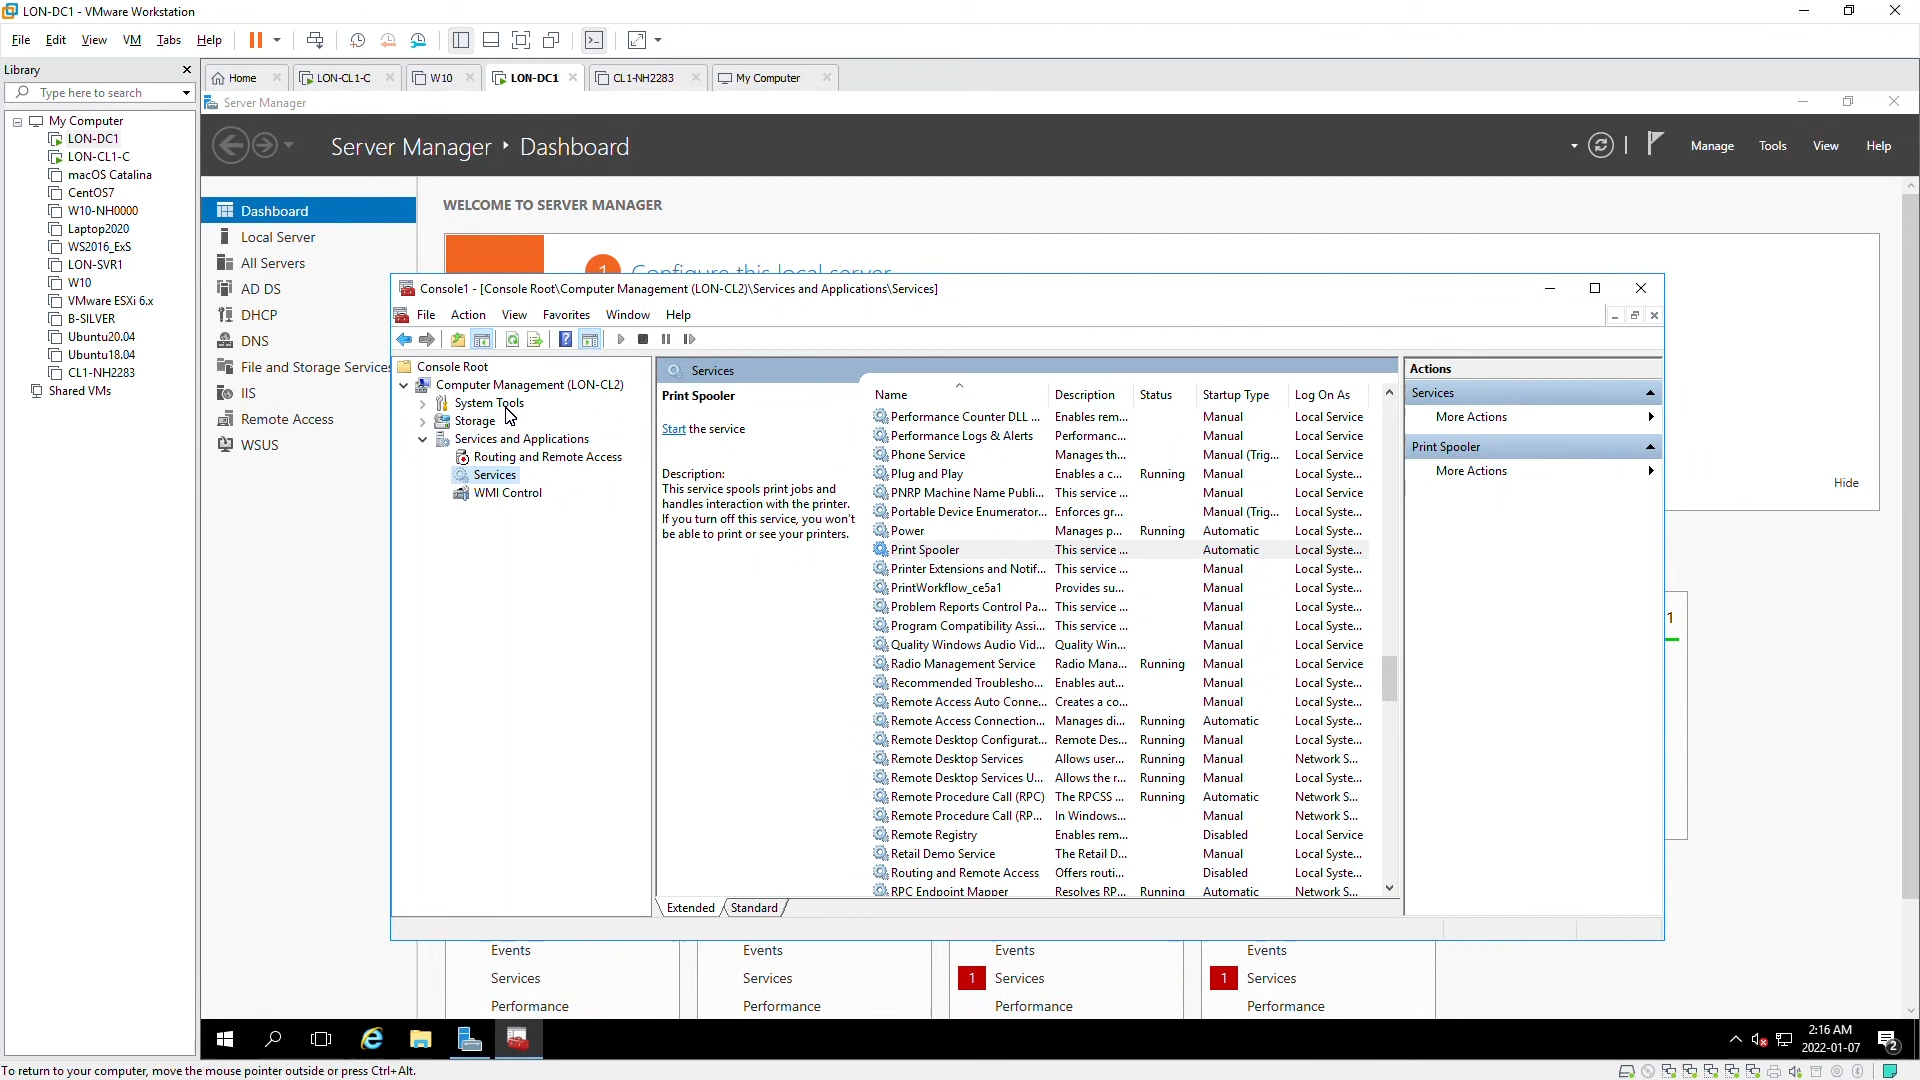 LON-DC1 - VMware Workstation
File Edit View VM Tabs Help
Library
Type here to search
My Computer
LON-DC1
LON-CL1-C
macOS Catalina
CentOS7
W10-NH0000
Laptop2020
WS2016_ExS
LON-SVR1
W10
VMware ESXi 6.x
B-SILVER
Ubuntu20.04
Ubuntu18.04
CL1-NH2283
Shared VMs
Home LON-CL1-C W10 LON-DC1 CL1-NH2283 My Computer
Server Manager
Server Manager • Dashboard
Manage Tools View Help
Dashboard
Local Server
All Servers
AD DS
DHCP
DNS
File and Storage Services
IIS
Remote Access
WSUS
WELCOME TO SERVER MANAGER
1 Configure this local server
Hide
1
Console1 - [Console Root\Computer Management (LON-CL2)\Services and Applications\Services]
File Action View Favorites Window Help
Console Root
Computer Management (LON-CL2)
System Tools
Storage
Services and Applications
Routing and Remote Access
Services
WMI Control
Services
Print Spooler
Start the service
Description:
This service spools print jobs and
handles interaction with the printer.
If you turn off this service, you won't
be able to print or see your printers.
Name Description Status Startup Type Log On As
Performance Counter DLL ... Enables rem... Manual Local Service
Performance Logs & Alerts Performanc... Manual Local Service
Phone Service Manages th... Manual (Trig... Local Service
Plug and Play Enables a c... Running Manual Local Syste...
PNRP Machine Name Publi... This service ... Manual Local Service
Portable Device Enumerator... Enforces gr... Manual (Trig... Local Syste...
Power Manages p... Running Automatic Local Syste...
Print Spooler This service ... Automatic Local Syste...
Printer Extensions and Notif... This service ... Manual Local Syste...
PrintWorkflow_ce5a1 Provides su... Manual Local Syste...
Problem Reports Control Pa... This service ... Manual Local Syste...
Program Compatibility Assi... This service ... Manual Local Syste...
Quality Windows Audio Vid... Quality Win... Manual Local Service
Radio Management Service Radio Mana... Running Manual Local Service
Recommended Troublesho... Enables aut... Manual Local Syste...
Remote Access Auto Conne... Creates a co... Manual Local Syste...
Remote Access Connection... Manages di... Running Automatic Local Syste...
Remote Desktop Configurat... Remote Des... Running Manual Local Syste...
Remote Desktop Services Allows user... Running Manual Network S...
Remote Desktop Services U... Allows the r... Running Manual Local Syste...
Remote Procedure Call (RPC) The RPCSS ... Running Automatic Network S...
Remote Procedure Call (RP... In Windows... Manual Network S...
Remote Registry Enables rem... Disabled Local Service
Retail Demo Service The Retail D... Manual Local Syste...
Routing and Remote Access Offers routi... Disabled Local Syste...
RPC Endpoint Mapper Resolves RP... Running Automatic Network S...
Extended Standard
Actions
Services
More Actions
Print Spooler
More Actions
Events Events Events Events
Services Services 1 Services 1 Services
Performance Performance Performance Performance
2:16 AM
2022-01-07
2
To return to your computer, move the mouse pointer outside or press Ctrl+Alt.